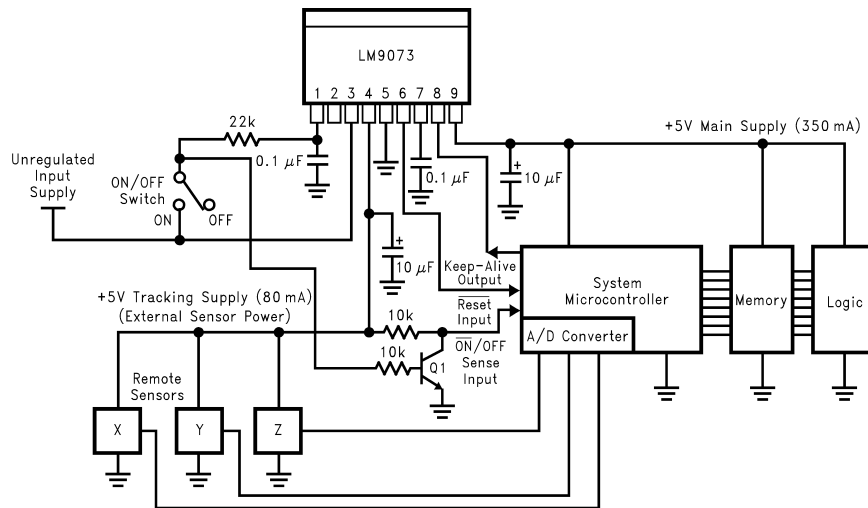 LM9073
1 2 3 4 5 6 7 8 9
22k
0.1 μF
0.1 μF
+
10 μF
+5V Main Supply (350 mA)
Unregulated
Input
Supply
ON/OFF
Switch
ON
OFF
+
10 μF
Keep-Alive
Output
System
Microcontroller
Memory
Logic
+5V Tracking Supply (80 mA)
(External Sensor Power)
10k
Reset
Input
A/D Converter
10k
Q1
ON/OFF
Sense
Input
Remote
Sensors
X
Y
Z